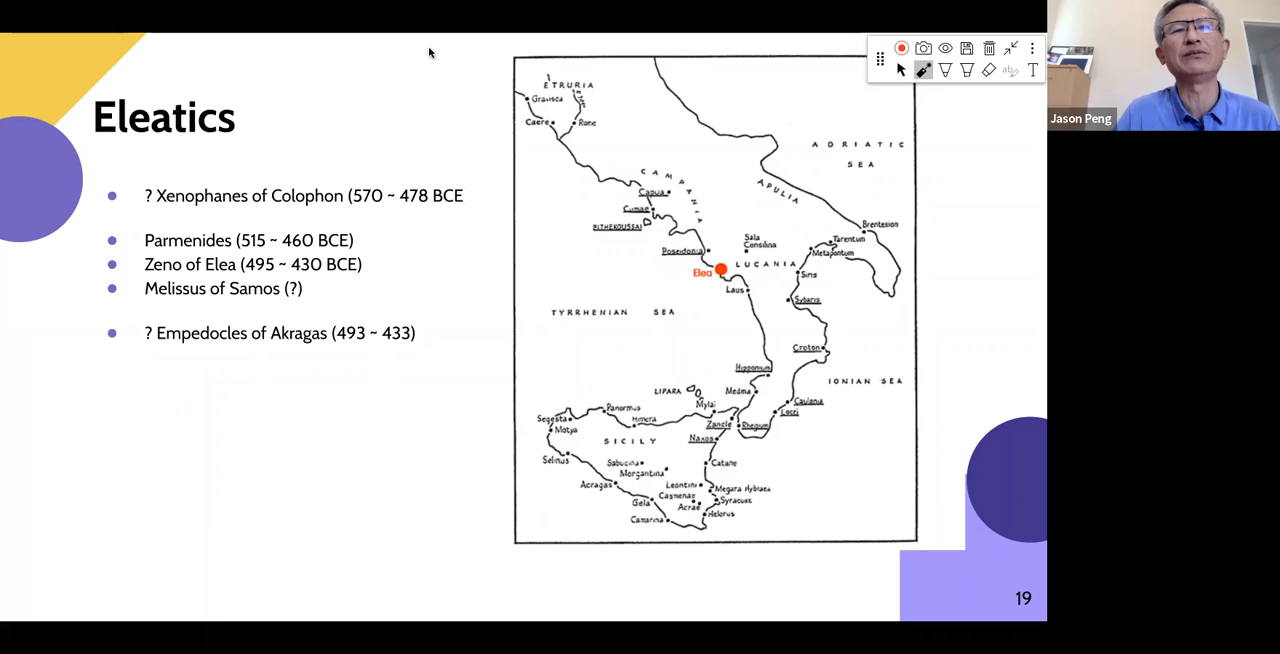 Eleatics
? Xenophanes of Colophon (570 ~ 478 BCE
Parmenides (515 ~ 460 BCE)
Zeno of Elea (495 ~ 430 BCE)
Melissus of Samos (?)
? Empedocles of Akragas (493 ~ 433)
ETRURIA
Gravisca
Caere
Rome
ADRIATIC
SEA
CAMPANIA
APULIA
Capua
Cumae
PITHEKOUSSAI
Brentesion
Sala
Consilina
Tarentum
Poseidonia
Metapontum
LUCANIA
Elea
Siris
Laus
Sybaris
TYRRHENIAN SEA
Croton
Hipponium
IONIAN SEA
LIPARA
Medma
Caulonia
Mylai
Locri
Panormus
Segesta
Himera
Zancle
Rhegium
Motya
SICILY
Naxos
Selinus
Sabucina
Catane
Morgantina
Acragas
Leontini
Megara Hyblaea
Casmenae
Syracuse
Gela
Acrae
Helorus
Camarina
19
ab
T
Jason Peng